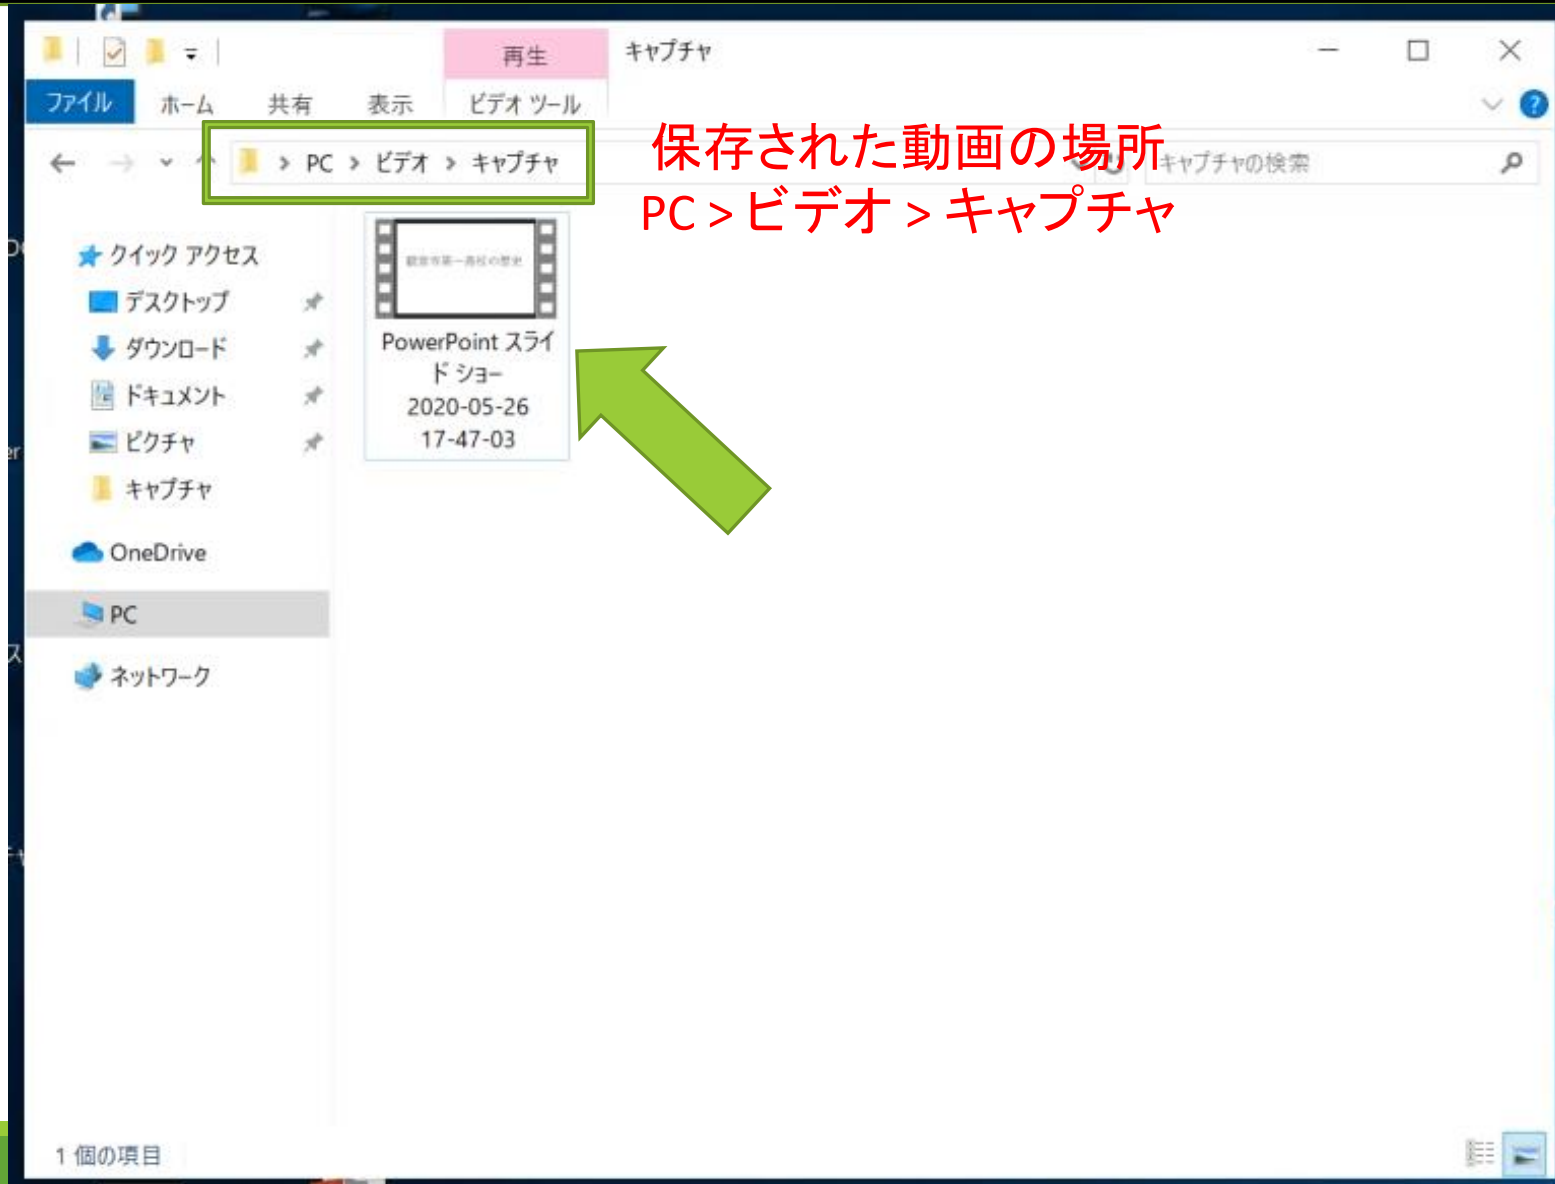 再生
キャプチャ
ファイル
ホーム
共有
表示
ビデオ ツール
保存された動画の場所
PC > ビデオ > キャプチャ
PC > ビデオ > キャプチャ
キャプチャの検索
クイック アクセス
デスクトップ
ダウンロード
ドキュメント
ピクチャ
キャプチャ
OneDrive
PC
ネットワーク
PowerPoint スライ
ド ショー
2020-05-26
17-47-03
1 個の項目